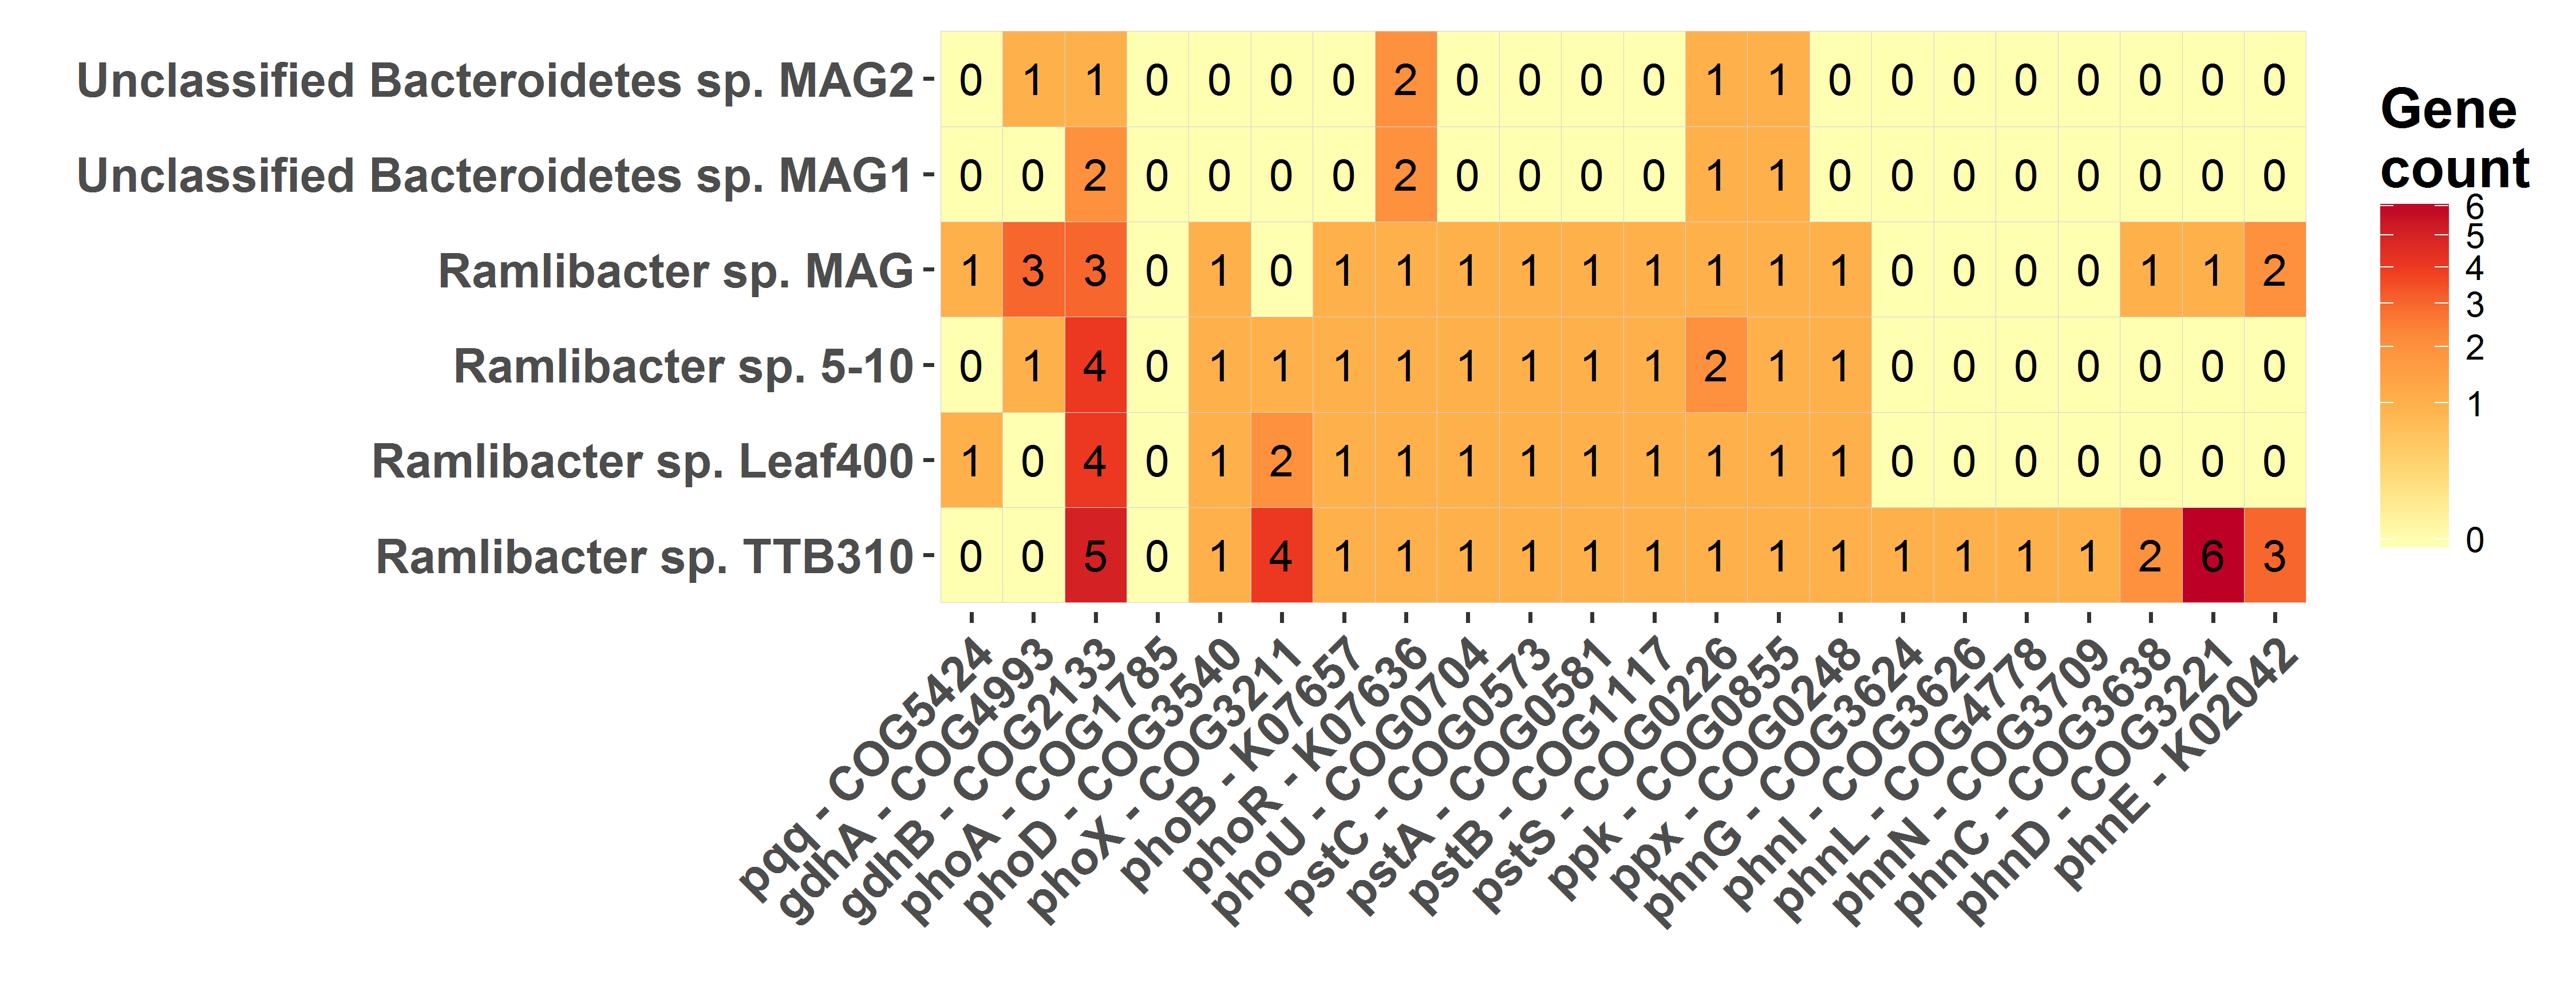 Unclassified Bacteroidetes sp. MAG2 0 1 1 0 0 0 0 2 0 0 0 0 1 1 0 0 0 0 0 0 0 0
Unclassified Bacteroidetes sp. MAG1 0 0 2 0 0 0 0 2 0 0 0 0 1 1 0 0 0 0 0 0 0 0
Ramlibacter sp. MAG 1 3 3 0 1 0 1 1 1 1 1 1 1 1 1 0 0 0 0 1 1 2
Ramlibacter sp. 5-10 0 1 4 0 1 1 1 1 1 1 1 1 2 1 1 0 0 0 0 0 0 0
Ramlibacter sp. Leaf400 1 0 4 0 1 2 1 1 1 1 1 1 1 1 1 0 0 0 0 0 0 0
Ramlibacter sp. TTB310 0 0 5 0 1 4 1 1 1 1 1 1 1 1 1 1 1 1 1 2 6 3
pqq - COG5424
gdhA - COG4993
gdhB - COG2133
phoA - COG1785
phoD - COG3540
phoX - COG3211
phoB - K07657
phoR - K07636
phoU - COG0704
pstC - COG0573
pstA - COG0581
pstB - COG1117
pstS - COG0226
ppk - COG0855
ppx - COG0248
phnG - COG3624
phnI - COG3626
phnL - COG4778
phnN - COG3709
phnC - COG3638
phnD - COG3221
phnE - K02042
Gene
count
6
5
4
3
2
1
0